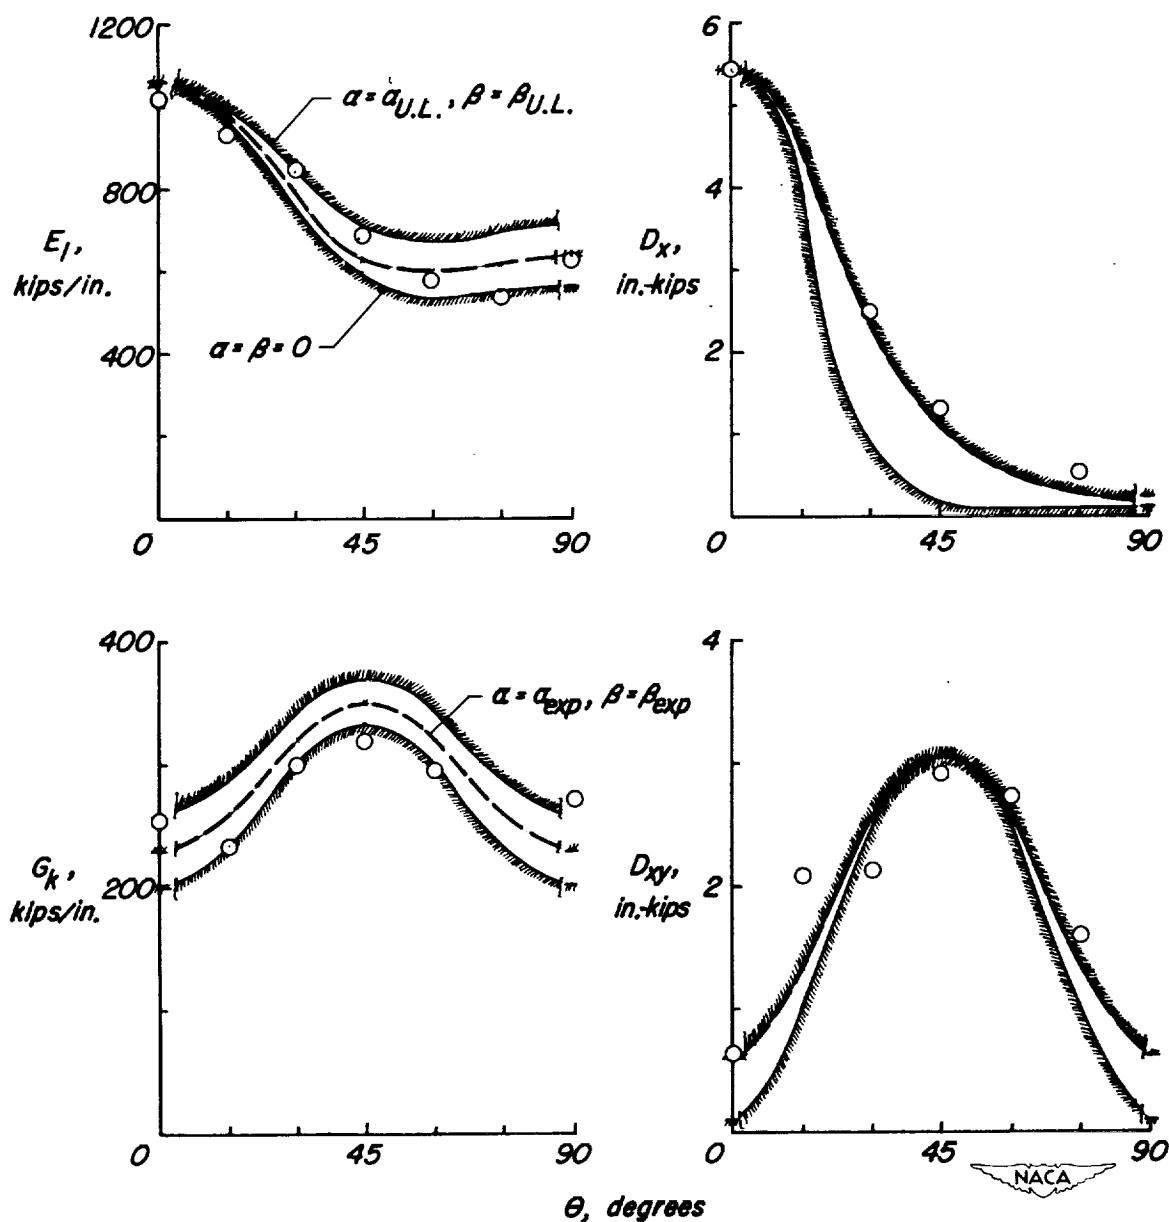 1200
800
400
E₁,
kips/in.
α = α_U.L., β = β_U.L.
α = β = 0
0
45
90
6
4
2
D_x,
in.-kips
0
45
90
400
200
G_k,
kips/in.
α = α_exp, β = β_exp
0
45
90
4
2
D_xy,
in.-kips
0
45
90
θ, degrees
NACA